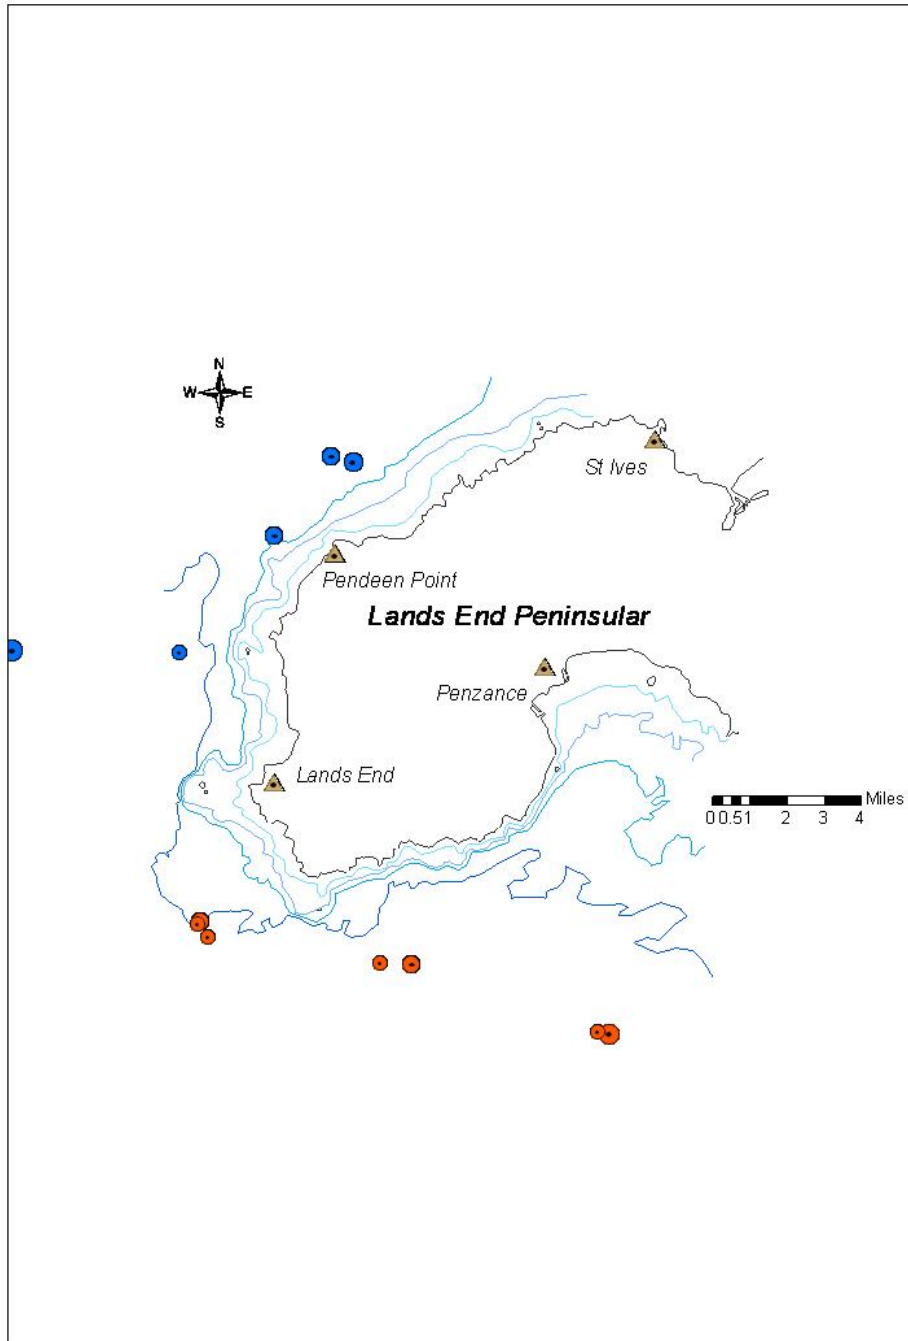 N
W E
S
St Ives
Pendeen Point
Lands End Peninsular
Penzance
Lands End
Miles
0 0.5 1 2 3 4